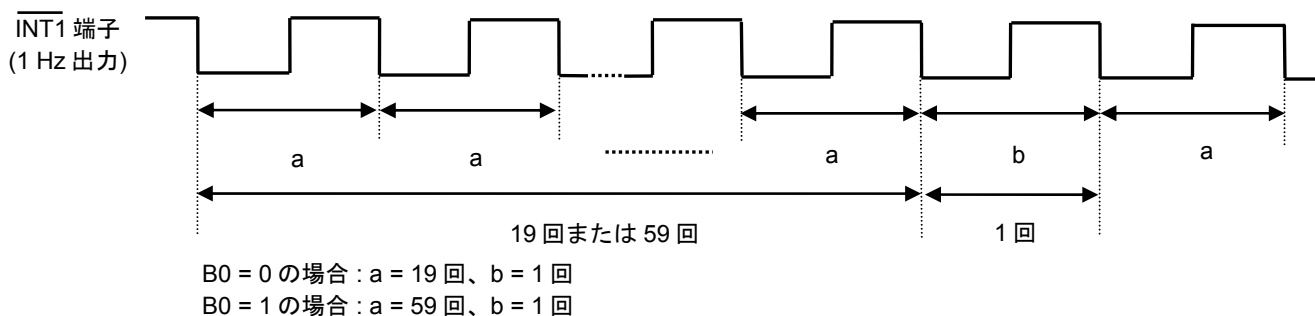 INT1 端子
(1 Hz 出力)
a
a
a
b
a
19 回または 59 回
1 回
B0 = 0 の場合 : a = 19 回、b = 1 回
B0 = 1 の場合 : a = 59 回、b = 1 回